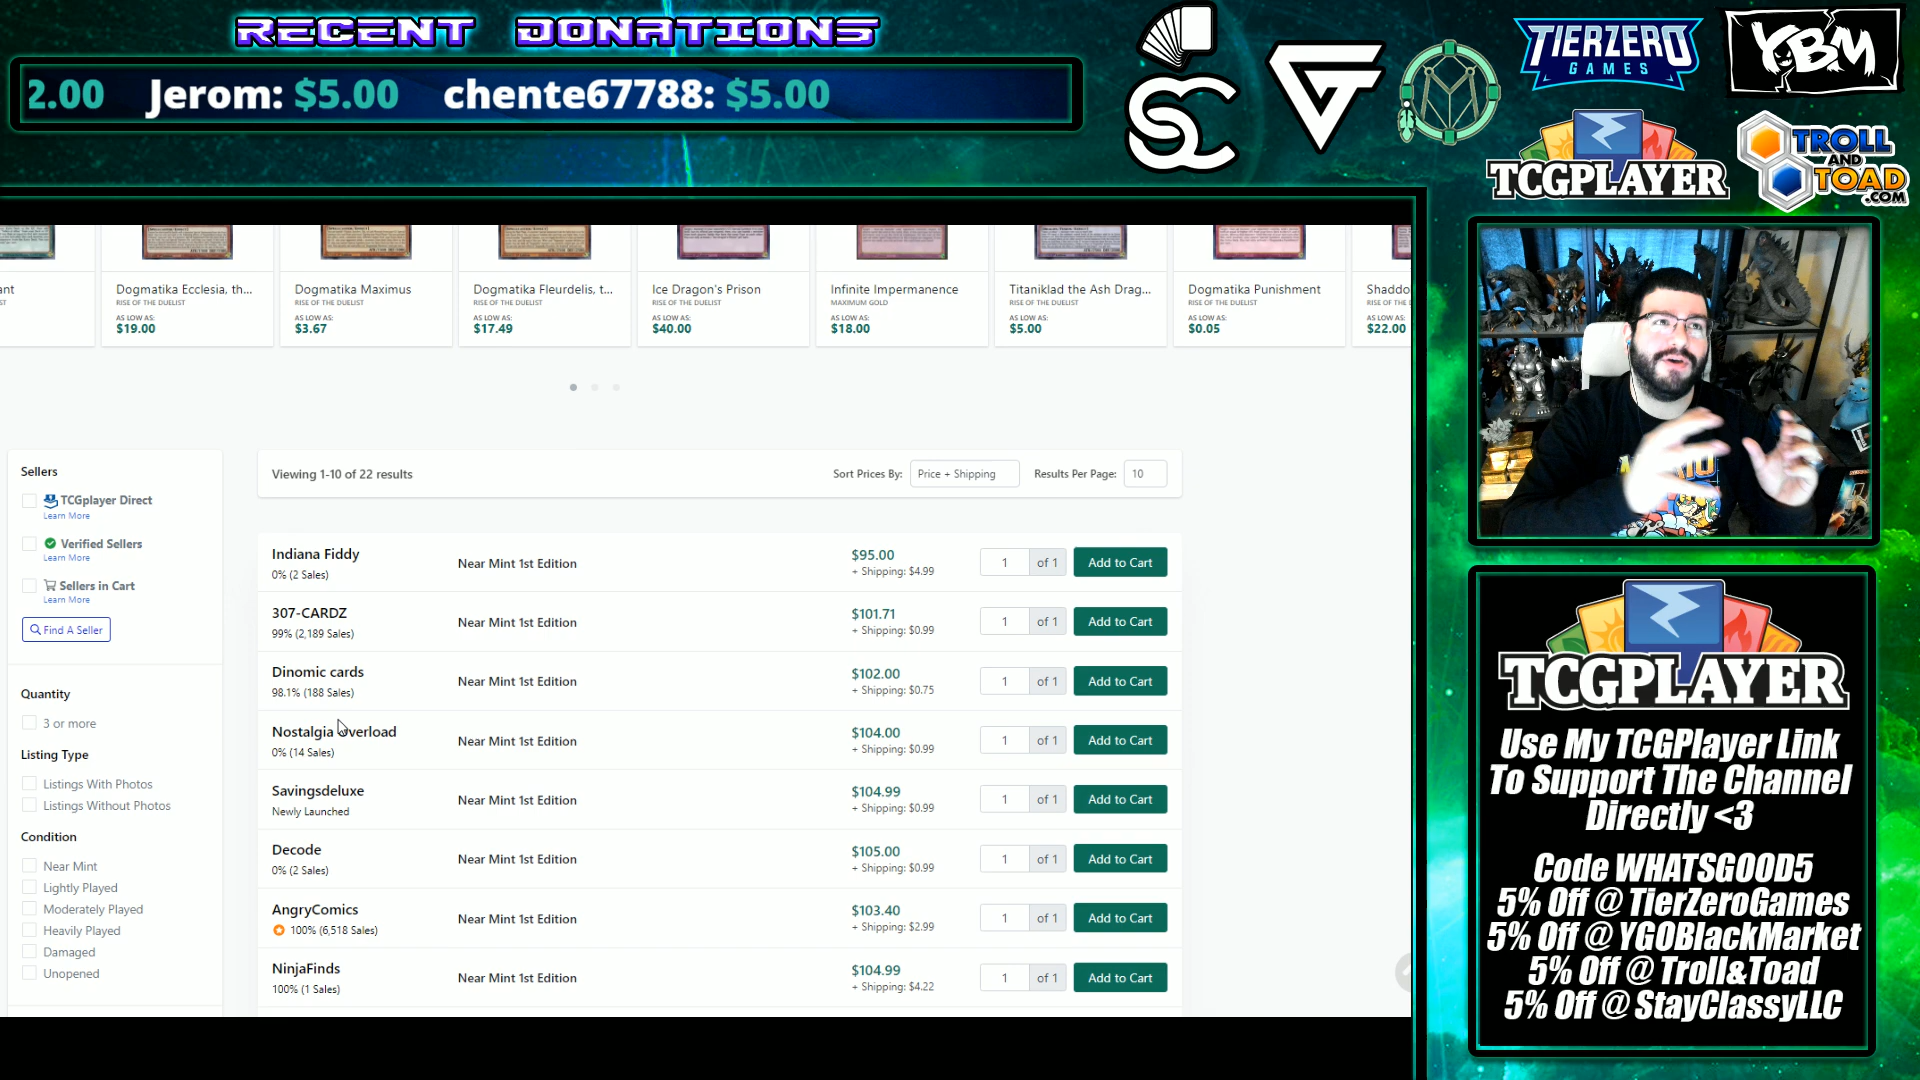 RECENT DONATIONS
2.00 Jerom: $5.00 chente67788: $5.00
SC
TIERZERO
GAMES
YBM
TCGPLAYER
TROLL
AND
TOAD
.COM
Dogmatika Ecclesia, th...
RISE OF THE DUELIST
AS LOW AS:
$19.00
Dogmatika Maximus
RISE OF THE DUELIST
AS LOW AS:
$3.67
Dogmatika Fleurdelis, t...
RISE OF THE DUELIST
AS LOW AS:
$17.49
Ice Dragon's Prison
RISE OF THE DUELIST
AS LOW AS:
$40.00
Infinite Impermanence
MAXIMUM GOLD
AS LOW AS:
$18.00
Titaniklad the Ash Drag...
RISE OF THE DUELIST
AS LOW AS:
$5.00
Dogmatika Punishment
RISE OF THE DUELIST
AS LOW AS:
$0.05
Shaddo
RISE OF THE
AS LOW AS:
$22.00
Sellers
TCGplayer Direct
Learn More
Verified Sellers
Learn More
Sellers in Cart
Learn More
Find A Seller
Quantity
3 or more
Listing Type
Listings With Photos
Listings Without Photos
Condition
Near Mint
Lightly Played
Moderately Played
Heavily Played
Damaged
Unopened
Viewing 1-10 of 22 results
Sort Prices By: Price + Shipping Results Per Page: 10
Indiana Fiddy
0% (2 Sales)
Near Mint 1st Edition
$95.00
+ Shipping: $4.99
1 of 1 Add to Cart
307-CARDZ
99% (2,189 Sales)
Near Mint 1st Edition
$101.71
+ Shipping: $0.99
1 of 1 Add to Cart
Dinomic cards
98.1% (188 Sales)
Near Mint 1st Edition
$102.00
+ Shipping: $0.75
1 of 1 Add to Cart
Nostalgia Overload
0% (14 Sales)
Near Mint 1st Edition
$104.00
+ Shipping: $0.99
1 of 1 Add to Cart
Savingsdeluxe
Newly Launched
Near Mint 1st Edition
$104.99
+ Shipping: $0.99
1 of 1 Add to Cart
Decode
0% (2 Sales)
Near Mint 1st Edition
$105.00
+ Shipping: $0.99
1 of 1 Add to Cart
AngryComics
100% (6,518 Sales)
Near Mint 1st Edition
$103.40
+ Shipping: $2.99
1 of 1 Add to Cart
NinjaFinds
100% (1 Sales)
Near Mint 1st Edition
$104.99
+ Shipping: $4.22
1 of 1 Add to Cart
TCGPLAYER
Use My TCGPlayer Link
To Support The Channel
Directly <3
Code WHATSGOOD5
5% Off @ TierZeroGames
5% Off @ YGOBlackMarket
5% Off @ Troll&Toad
5% Off @ StayClassyLLC